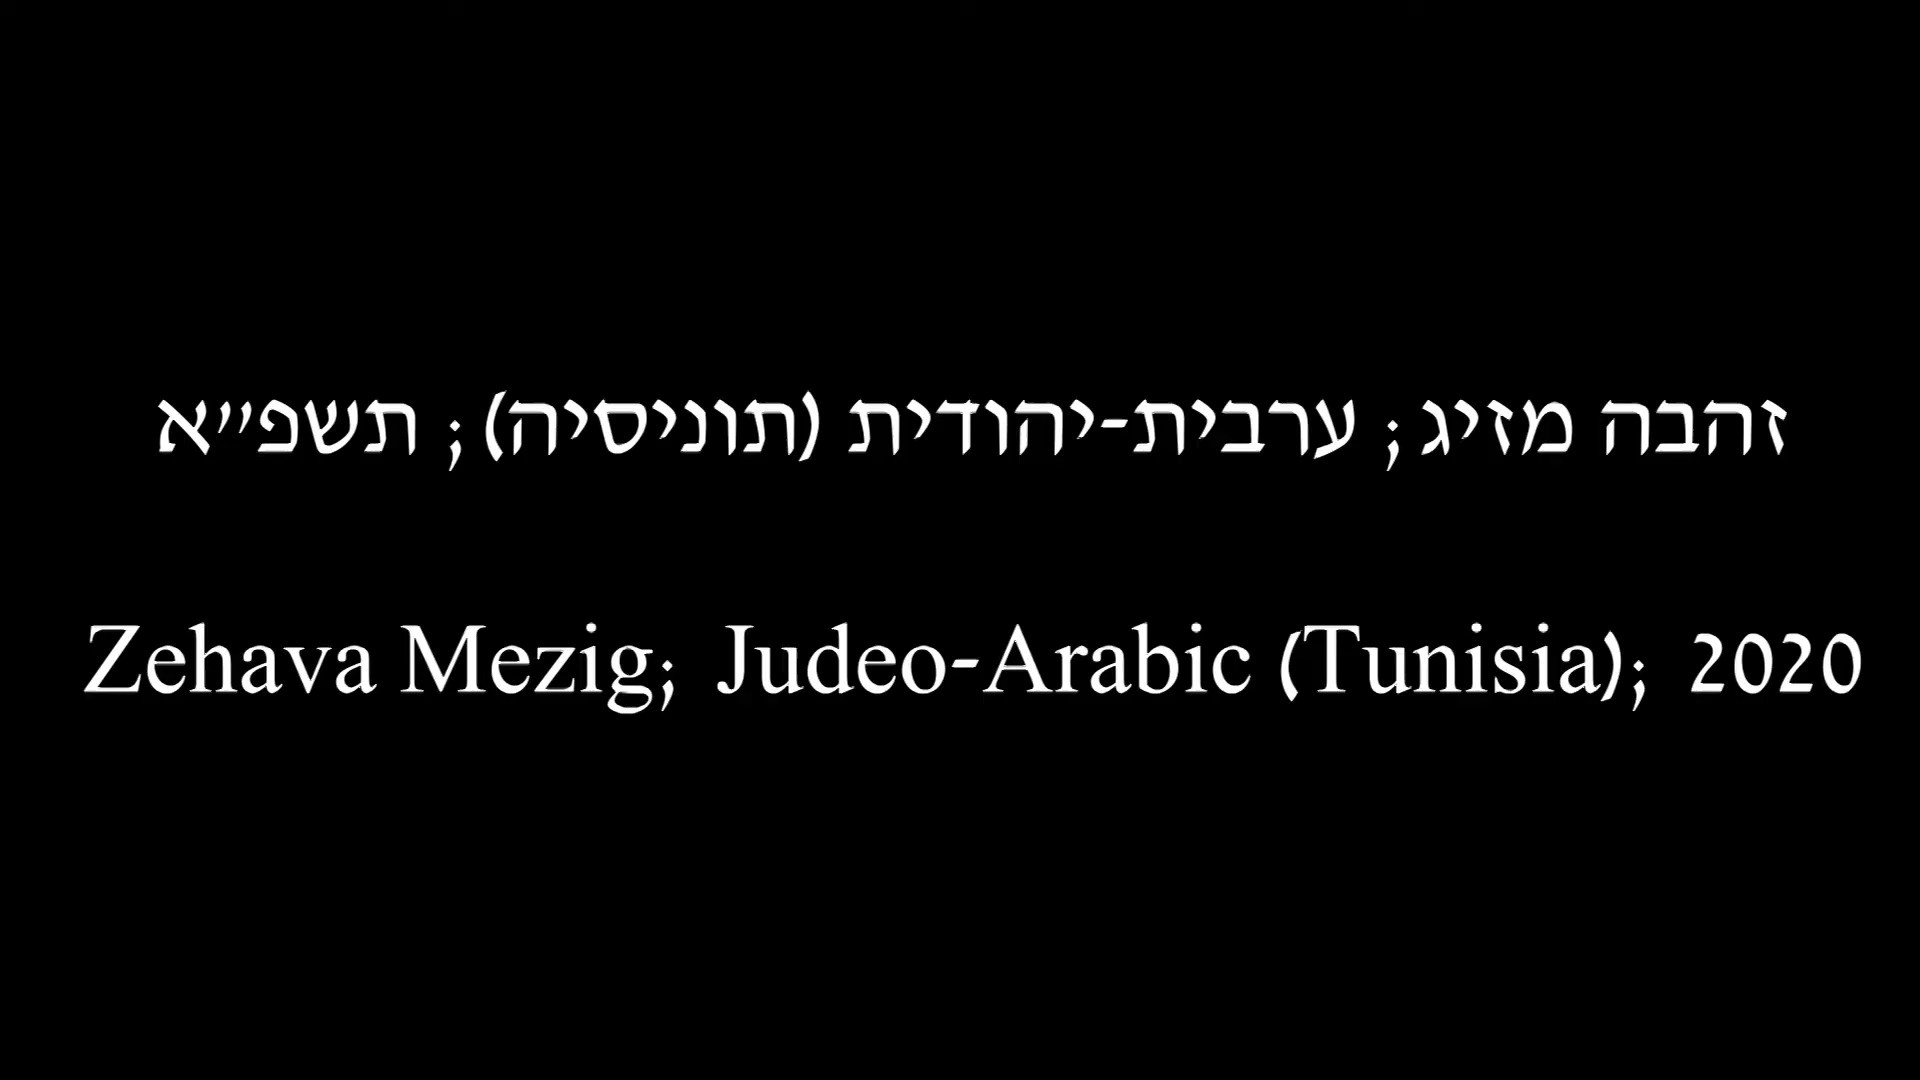 זהבה מזיג; ערבית-יהודית (תוניסיה); תשפ״א
Zehava Mezig; Judeo-Arabic (Tunisia); 2020